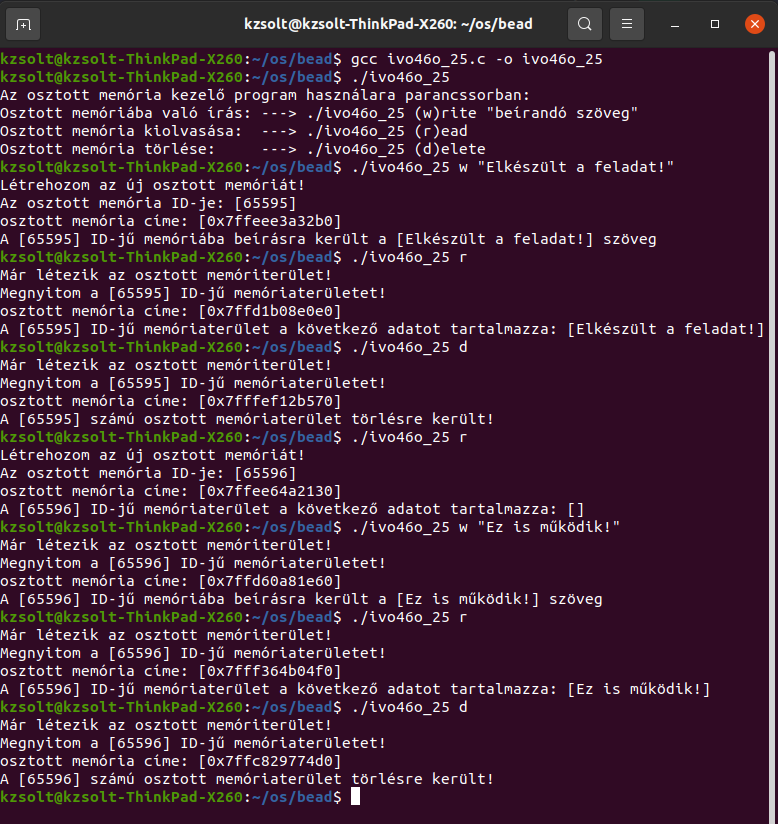 kzsolt@kzsolt-ThinkPad-X260: ~/os/bead
kzsolt@kzsolt-ThinkPad-X260:~/os/bead$ gcc ivo46o_25.c -o ivo46o_25
kzsolt@kzsolt-ThinkPad-X260:~/os/bead$ ./ivo46o_25
Az osztott memória kezelő program használara parancssorban:
Osztott memóriába való írás: ---> ./ivo46o_25 (w)rite "beírandó szöveg"
Osztott memória kiolvasása:  ---> ./ivo46o_25 (r)ead
Osztott memória törlése:     ---> ./ivo46o_25 (d)elete
kzsolt@kzsolt-ThinkPad-X260:~/os/bead$ ./ivo46o_25 w "Elkészült a feladat!"
Létrehozom az új osztott memóriát!
Az osztott memória ID-je: [65595]
osztott memória címe: [0x7ffeee3a32b0]
A [65595] ID-jű memóriába beírásra került a [Elkészült a feladat!] szöveg
kzsolt@kzsolt-ThinkPad-X260:~/os/bead$ ./ivo46o_25 r
Már létezik az osztott memóriterület!
Megnyitom a [65595] ID-jű memóriaterületet!
osztott memória címe: [0x7ffd1b08e0e0]
A [65595] ID-jű memóriaterület a következő adatot tartalmazza: [Elkészült a feladat!]
kzsolt@kzsolt-ThinkPad-X260:~/os/bead$ ./ivo46o_25 d
Már létezik az osztott memóriterület!
Megnyitom a [65595] ID-jű memóriaterületet!
osztott memória címe: [0x7fffef12b570]
A [65595] számú osztott memóriaterület törlésre került!
kzsolt@kzsolt-ThinkPad-X260:~/os/bead$ ./ivo46o_25 r
Létrehozom az új osztott memóriát!
Az osztott memória ID-je: [65596]
osztott memória címe: [0x7ffee64a2130]
A [65596] ID-jű memóriaterület a következő adatot tartalmazza: []
kzsolt@kzsolt-ThinkPad-X260:~/os/bead$ ./ivo46o_25 w "Ez is működik!"
Már létezik az osztott memóriterület!
Megnyitom a [65596] ID-jű memóriaterületet!
osztott memória címe: [0x7ffd60a81e60]
A [65596] ID-jű memóriába beírásra került a [Ez is működik!] szöveg
kzsolt@kzsolt-ThinkPad-X260:~/os/bead$ ./ivo46o_25 r
Már létezik az osztott memóriterület!
Megnyitom a [65596] ID-jű memóriaterületet!
osztott memória címe: [0x7fff364b04f0]
A [65596] ID-jű memóriaterület a következő adatot tartalmazza: [Ez is működik!]
kzsolt@kzsolt-ThinkPad-X260:~/os/bead$ ./ivo46o_25 d
Már létezik az osztott memóriterület!
Megnyitom a [65596] ID-jű memóriaterületet!
osztott memória címe: [0x7ffc829774d0]
A [65596] számú osztott memóriaterület törlésre került!
kzsolt@kzsolt-ThinkPad-X260:~/os/bead$